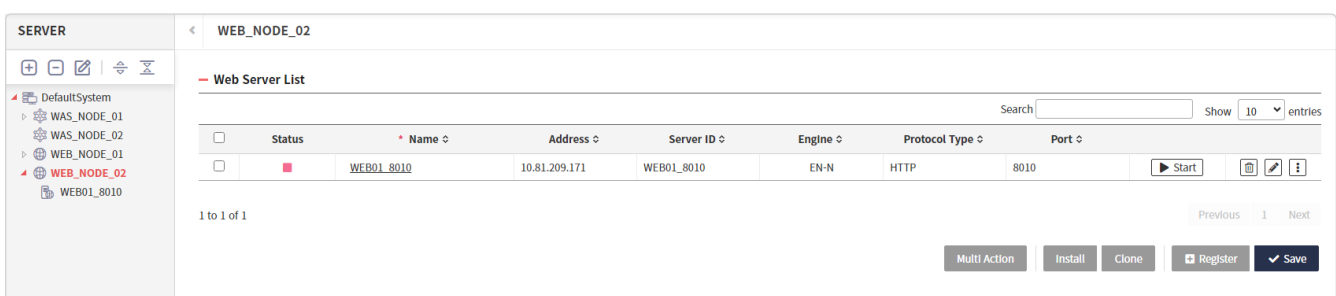 SERVER
WEB_NODE_02
DefaultSystem
WAS_NODE_01
WAS_NODE_02
WEB_NODE_01
WEB_NODE_02
WEB01_8010
Web Server List
Search Show 10 entries
Status * Name Address Server ID Engine Protocol Type Port
WEB01_8010 10.81.209.171 WEB01_8010 EN-N HTTP 8010 Start
1 to 1 of 1 Previous 1 Next
Multi Action Install Clone Register Save